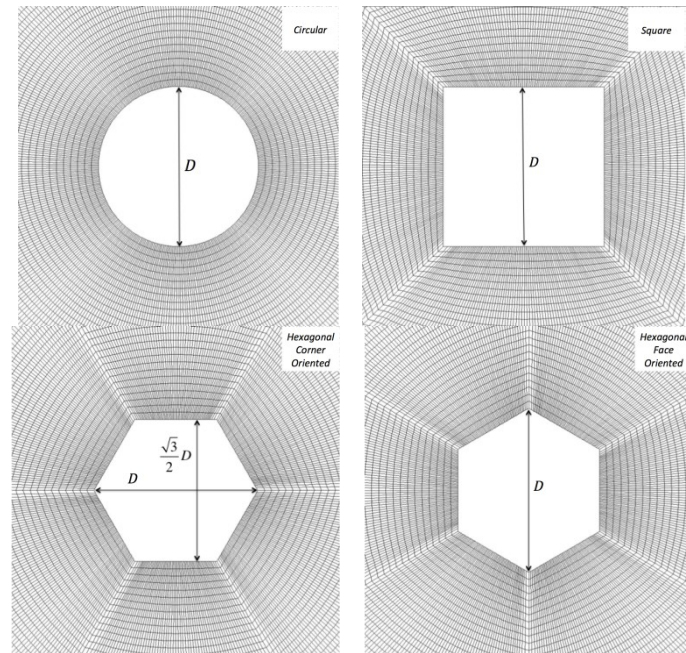 Circular
D
Square
D
Hexagonal
Corner
Oriented
√3/2 D
D
Hexagonal
Face
Oriented
D